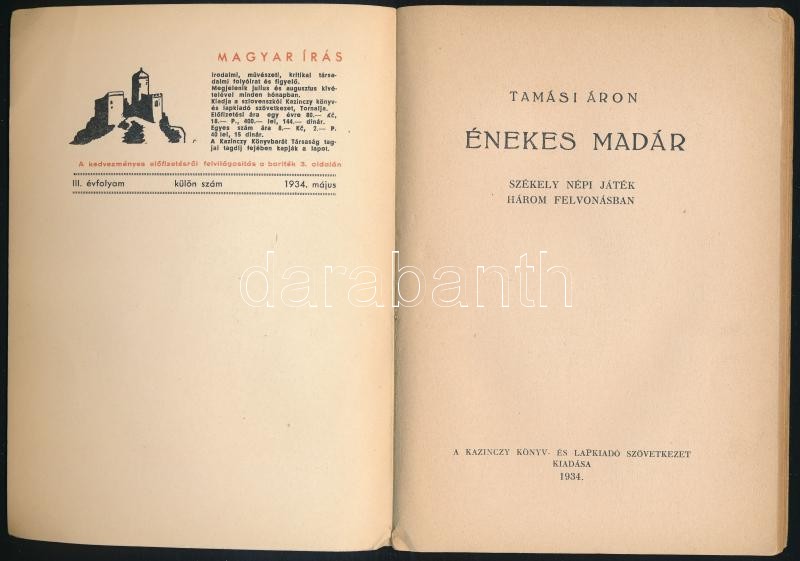 MAGYAR ÍRÁS
Irodalmi, művészeti, kritikai társa-
dalmi folyóirat és figyelő.
Megjelenik julius és augusztus kivé-
telével minden hónapban.
Kiadja a szlovenszkói Kazinczy könyv-
és lapkiadó szövetkezet, Tornalja.
Előfizetési ára egy évre 80.— Kč,
18.— P., 400.— lei, 144.— dinár.
Egyes szám ára 8.— Kč, 2.— P.
40 lei, 15 dinár.
A Kazinczy Könyvbarát Társaság tag-
jai tagdíj fejében kapják a lapot.
A kedvezményes előfizetésről felvilágosítás a boríték 3. oldalán
III. évfolyam külön szám 1934. május
TAMÁSI ÁRON
ÉNEKES MADÁR
SZÉKELY NÉPI JÁTÉK
HÁROM FELVONÁSBAN
A KAZINCZY KÖNYV- ÉS LAPKIADÓ SZÖVETKEZET
KIADÁSA
1934.
darabanth